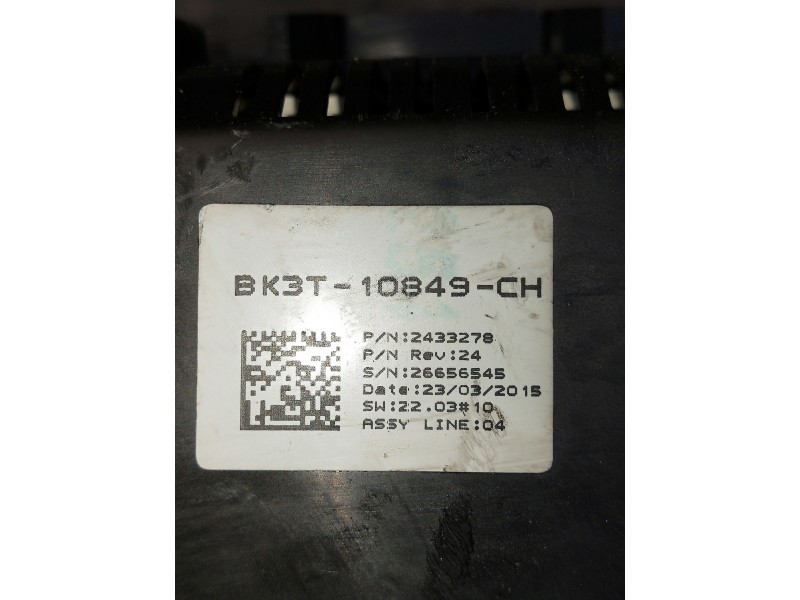 BK3T-10849-CH
P/N:2433278
P/N Rev:24
S/N:26656545
Date:23/03/2015
SW:22.03#10
ASSY LINE:04